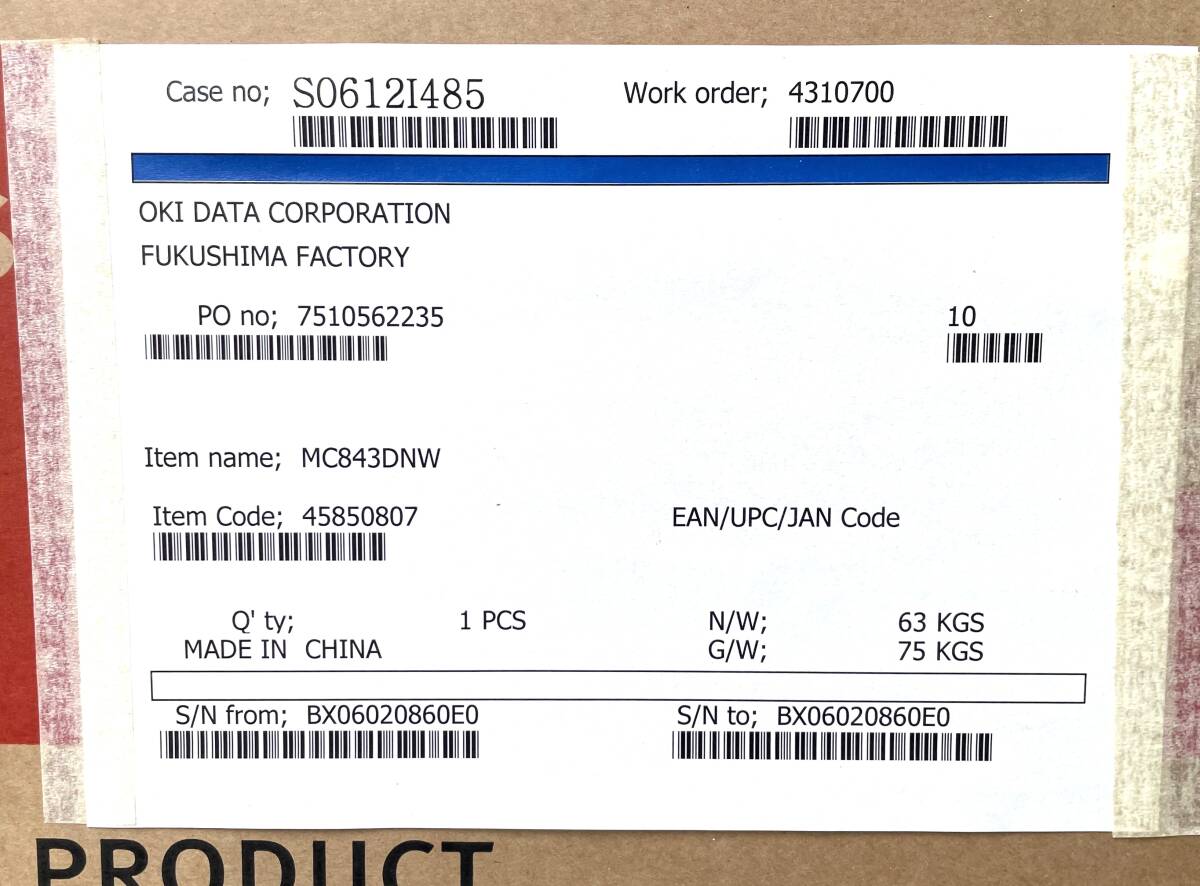 Case no; S0612I485 Work order; 4310700
OKI DATA CORPORATION
FUKUSHIMA FACTORY
PO no; 7510562235 10
Item name; MC843DNW
Item Code; 45850807 EAN/UPC/JAN Code
Q' ty; 1 PCS N/W; 63 KGS
MADE IN CHINA G/W; 75 KGS
S/N from; BX06020860E0 S/N to; BX06020860E0
PRODUCT